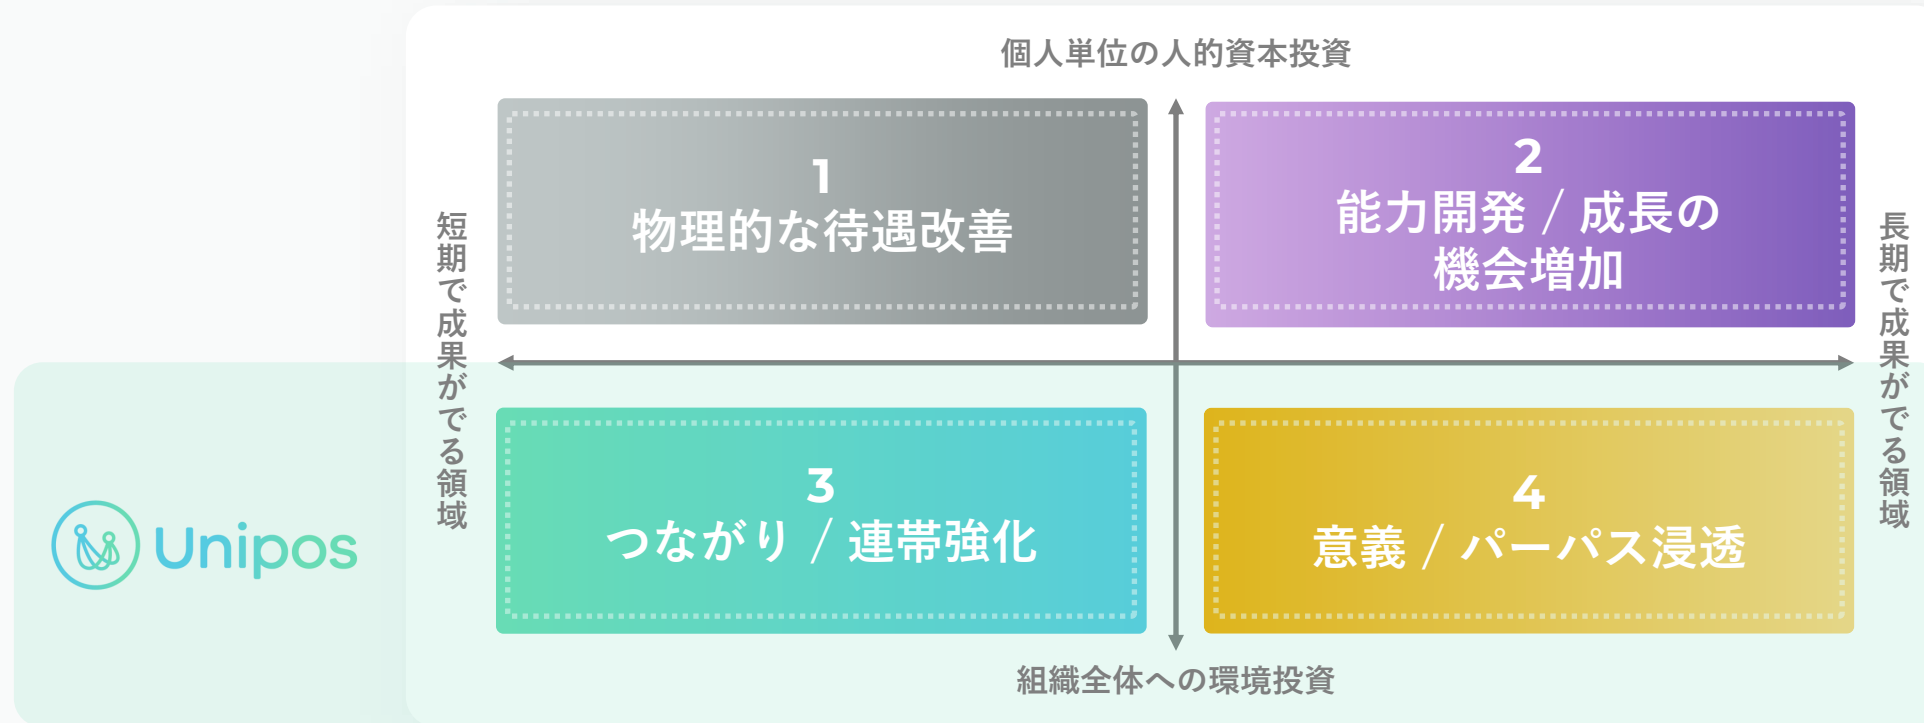 個人単位の人的資本投資
短期で成果がでる領域
1
物理的な待遇改善
2
能力開発 / 成長の
機会増加
長期で成果がでる領域
Unipos
3
つながり / 連帯強化
4
意義 / パーパス浸透
組織全体への環境投資